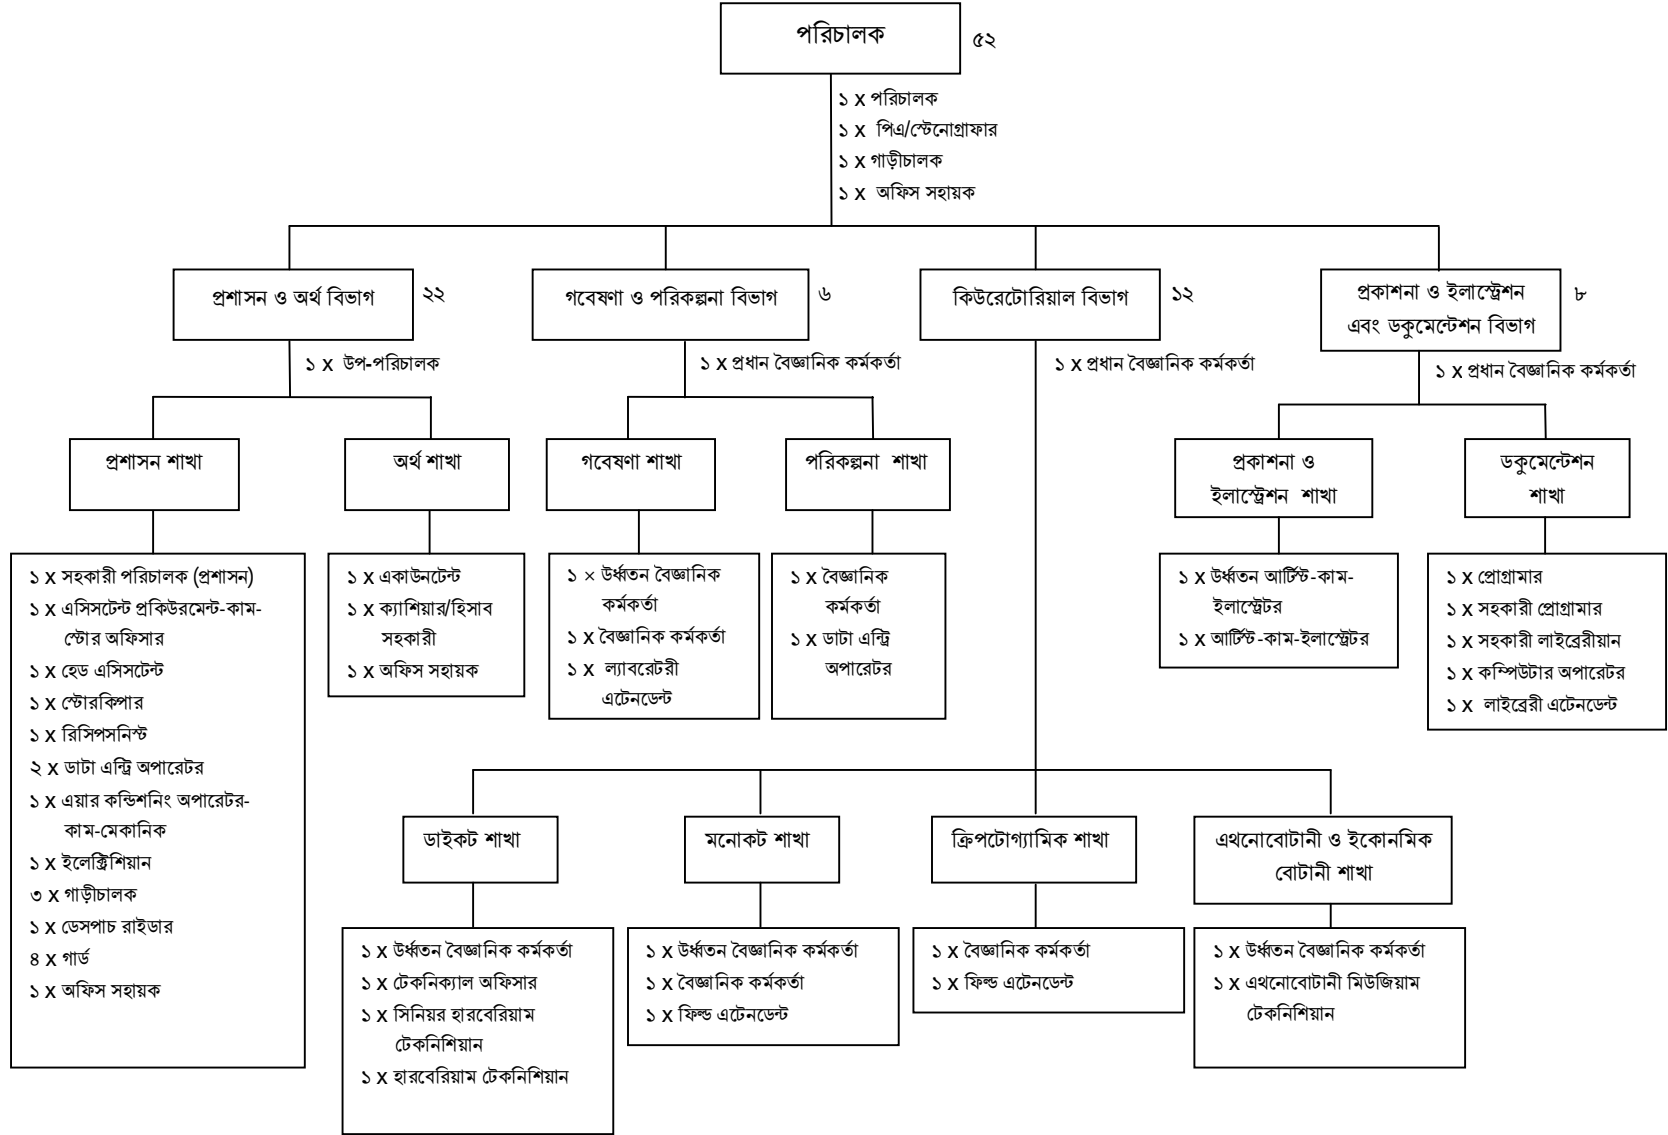 পরিচালক
৫২
১ x পরিচালক
১ x পিএ/স্টেনোগ্রাফার
১ x গাড়ীচালক
১ x অফিস সহায়ক
প্রশাসন ও অর্থ বিভাগ
২২
১ x উপ-পরিচালক
গবেষণা ও পরিকল্পনা বিভাগ
৬
১ x প্রধান বৈজ্ঞানিক কর্মকর্তা
কিউরেটোরিয়াল বিভাগ
১২
১ x প্রধান বৈজ্ঞানিক কর্মকর্তা
প্রকাশনা ও ইলাস্ট্রেশন
এবং ডকুমেন্টেশন বিভাগ
৮
১ x প্রধান বৈজ্ঞানিক কর্মকর্তা
প্রশাসন শাখা
অর্থ শাখা
গবেষণা শাখা
পরিকল্পনা শাখা
প্রকাশনা ও
ইলাস্ট্রেশন শাখা
ডকুমেন্টেশন
শাখা
১ x সহকারী পরিচালক (প্রশাসন)
১ x এসিসটেন্ট প্রকিউরমেন্ট-কাম-
স্টোর অফিসার
১ x হেড এসিসটেন্ট
১ x স্টোরকিপার
১ x রিসিপসনিস্ট
২ x ডাটা এন্ট্রি অপারেটর
১ x এয়ার কন্ডিশনিং অপারেটর-
কাম-মেকানিক
১ x ইলেক্ট্রিশিয়ান
৩ x গাড়ীচালক
১ x ডেসপাচ রাইডার
৪ x গার্ড
১ x অফিস সহায়ক
১ x একাউনটেন্ট
১ x ক্যাশিয়ার/হিসাব
সহকারী
১ x অফিস সহায়ক
১ × উর্ধ্বতন বৈজ্ঞানিক
কর্মকর্তা
১ x বৈজ্ঞানিক কর্মকর্তা
১ x ল্যাবরেটরী
এটেনডেন্ট
১ x বৈজ্ঞানিক
কর্মকর্তা
১ x ডাটা এন্ট্রি
অপারেটর
১ x উর্ধ্বতন আর্টিস্ট-কাম-
ইলাস্ট্রেটর
১ x আর্টিস্ট-কাম-ইলাস্ট্রেটর
১ x প্রোগ্রামার
১ x সহকারী প্রোগ্রামার
১ x সহকারী লাইব্রেরীয়ান
১ x কম্পিউটার অপারেটর
১ x লাইব্রেরী এটেনডেন্ট
ডাইকট শাখা
মনোকট শাখা
ক্রিপটোগ্যামিক শাখা
এথনোবোটানী ও ইকোনমিক
বোটানী শাখা
১ x উর্ধ্বতন বৈজ্ঞানিক কর্মকর্তা
১ x টেকনিক্যাল অফিসার
১ x সিনিয়র হারবেরিয়াম
টেকনিশিয়ান
১ x হারবেরিয়াম টেকনিশিয়ান
১ x উর্ধ্বতন বৈজ্ঞানিক কর্মকর্তা
১ x বৈজ্ঞানিক কর্মকর্তা
১ x ফিল্ড এটেনডেন্ট
১ x বৈজ্ঞানিক কর্মকর্তা
১ x ফিল্ড এটেনডেন্ট
১ x উর্ধ্বতন বৈজ্ঞানিক কর্মকর্তা
১ x এথনোবোটানী মিউজিয়াম
টেকনিশিয়ান